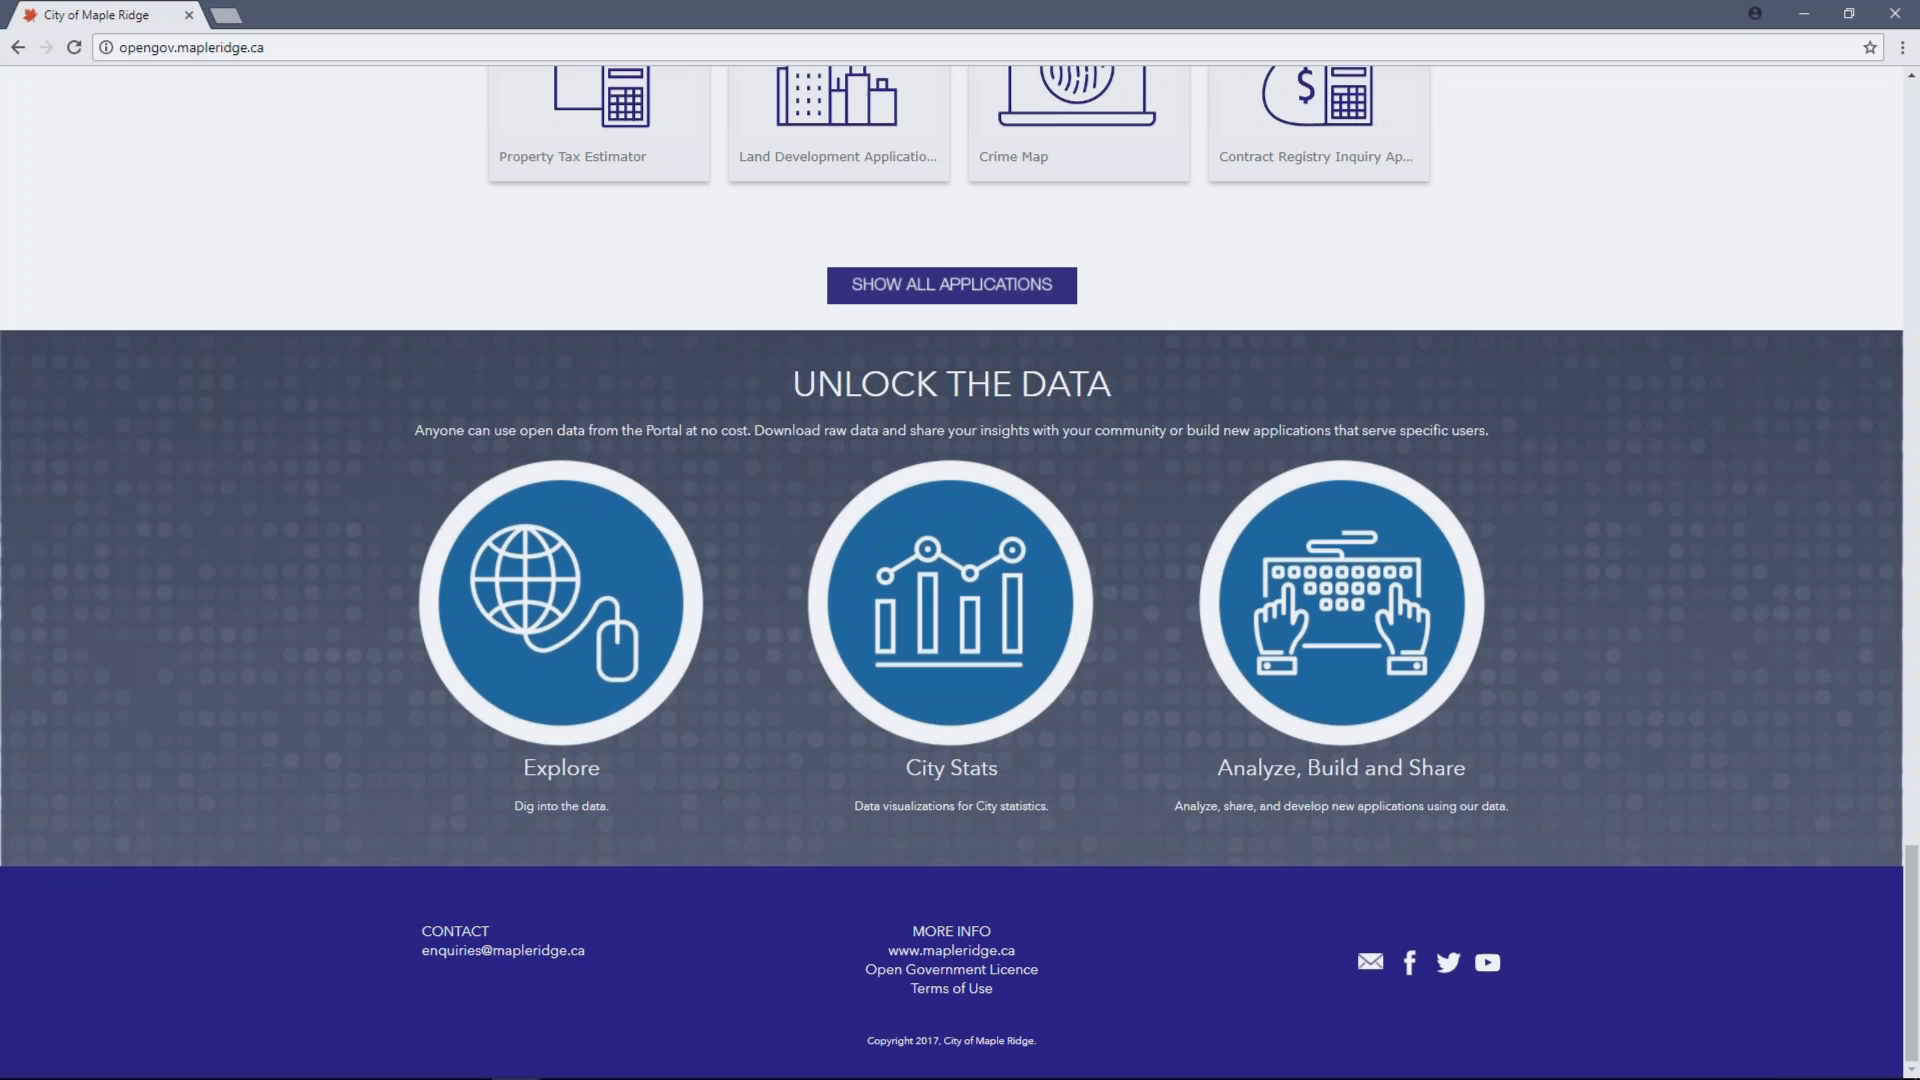 City of Maple Ridge
opengov.mapleridge.ca
Property Tax Estimator
Land Development Applicatio...
Crime Map
Contract Registry Inquiry Ap...
SHOW ALL APPLICATIONS
UNLOCK THE DATA
Anyone can use open data from the Portal at no cost. Download raw data and share your insights with your community or build new applications that serve specific users.
Explore
City Stats
Analyze, Build and Share
Dig into the data.
Data visualizations for City statistics.
Analyze, share, and develop new applications using our data.
CONTACT
enquiries@mapleridge.ca
MORE INFO
www.mapleridge.ca
Open Government Licence
Terms of Use
Copyright 2017, City of Maple Ridge.